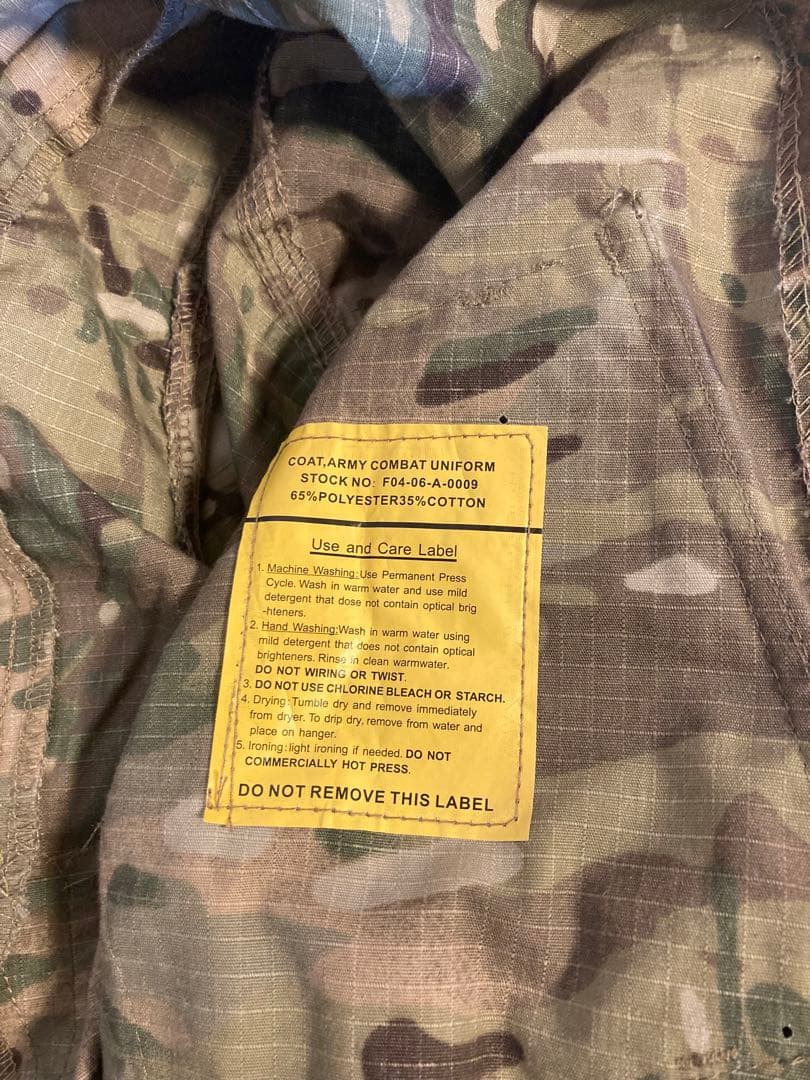 COAT,ARMY COMBAT UNIFORM
STOCK NO: F04-06-A-0009
65%POLYESTER35%COTTON
Use and Care Label
1. Machine Washing:Use Permanent Press
Cycle. Wash in warm water and use mild
detergent that dose not contain optical brig
-hteners.
2. Hand Washing:Wash in warm water using
mild detergent that does not contain optical
brighteners. Rinse in clean warmwater.
DO NOT WIRING OR TWIST.
3. DO NOT USE CHLORINE BLEACH OR STARCH.
4. Drying:Tumble dry and remove immediately
from dryer. To drip dry, remove from water and
place on hanger.
5. Ironing:light ironing if needed. DO NOT
COMMERCIALLY HOT PRESS.
DO NOT REMOVE THIS LABEL